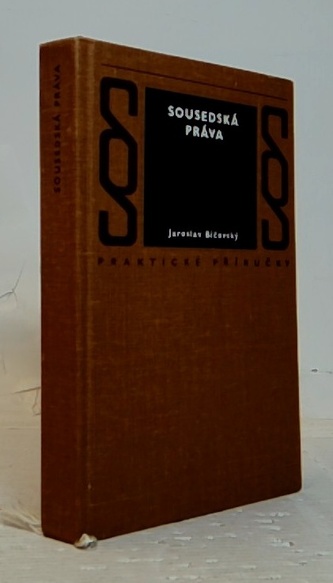 SOUSEDSKÁ PRÁVA
§ §
SOUSEDSKÁ
PRÁVA
Jaroslav Bičovský
PRAKTICKÉ PŘÍRUČKY